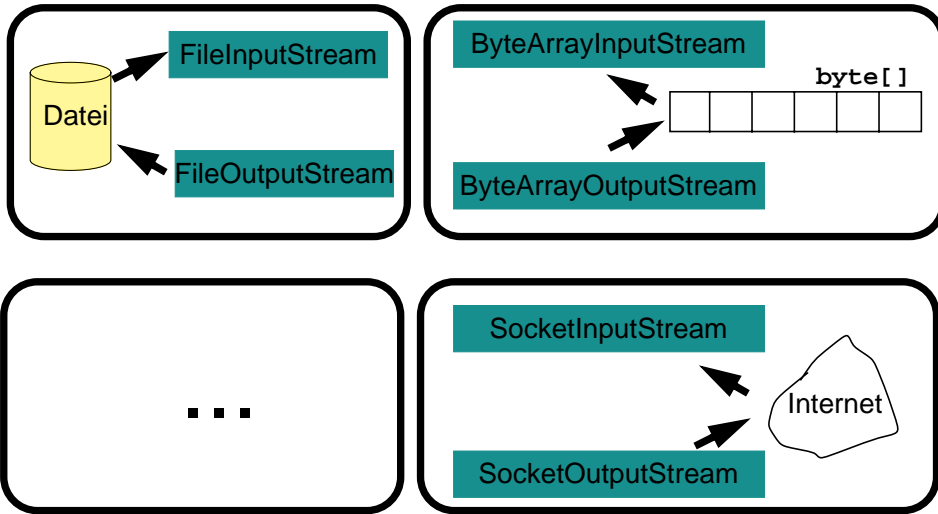 FileInputStream
Datei
FileOutputStream
ByteArrayInputStream
byte[]
ByteArrayOutputStream
...
SocketInputStream
Internet
SocketOutputStream